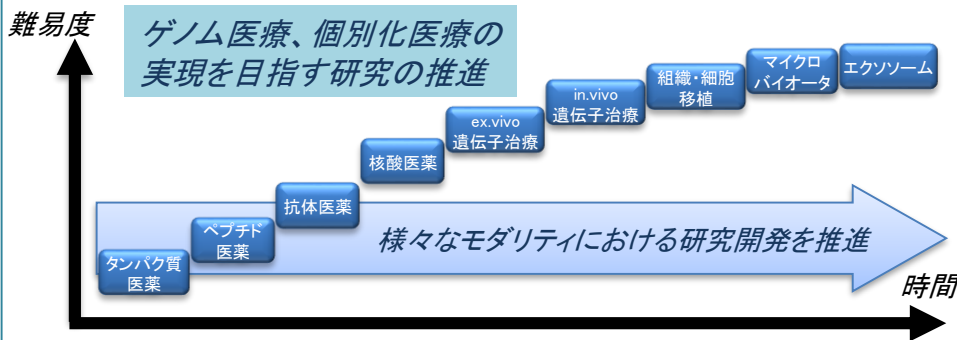 難易度
ゲノム医療、個別化医療の
実現を目指す研究の推進
タンパク質
医薬
ペプチド
医薬
抗体医薬
核酸医薬
ex.vivo
遺伝子治療
in.vivo
遺伝子治療
組織・細胞
移植
マイクロ
バイオータ
エクソソーム
様々なモダリティにおける研究開発を推進
時間